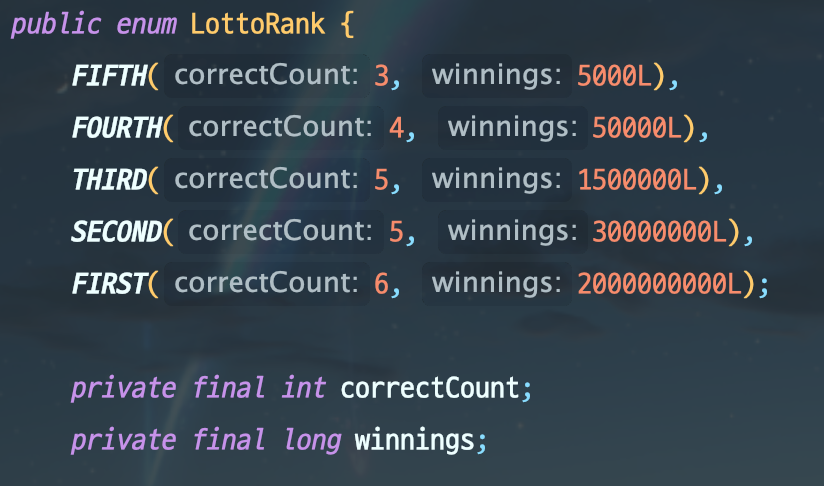 public enum LottoRank {
FIFTH( correctCount: 3, winnings: 5000L),
FOURTH( correctCount: 4, winnings: 50000L),
THIRD( correctCount: 5, winnings: 1500000L),
SECOND( correctCount: 5, winnings: 30000000L),
FIRST( correctCount: 6, winnings: 2000000000L);
private final int correctCount;
private final long winnings;